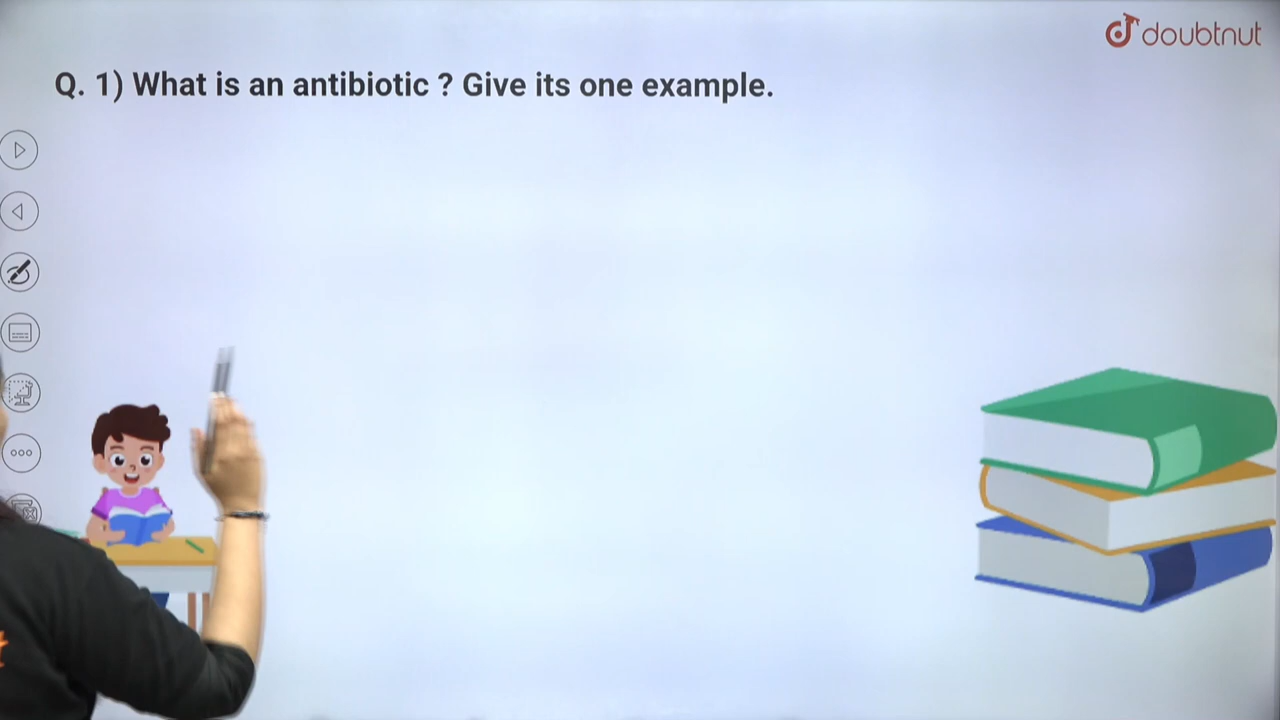 doubtnut
Q. 1) What is an antibiotic ? Give its one example.